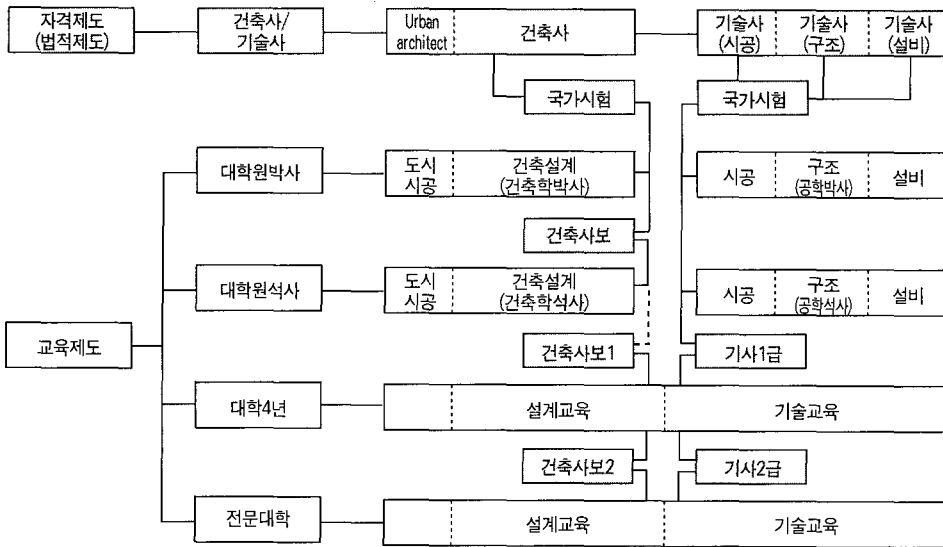 자격제도
(법적제도)
건축사/
기술사
Urban
architect
건축사
기술사
(시공)
기술사
(구조)
기술사
(설비)
국가시험
국가시험
대학원박사
도시
시공
건축설계
(건축학박사)
시공
구조
(공학박사)
설비
건축사보
대학원석사
도시
시공
건축설계
(건축학석사)
시공
구조
(공학석사)
설비
교육제도
건축사보1
기사1급
대학4년
설계교육
기술교육
건축사보2
기사2급
전문대학
설계교육
기술교육